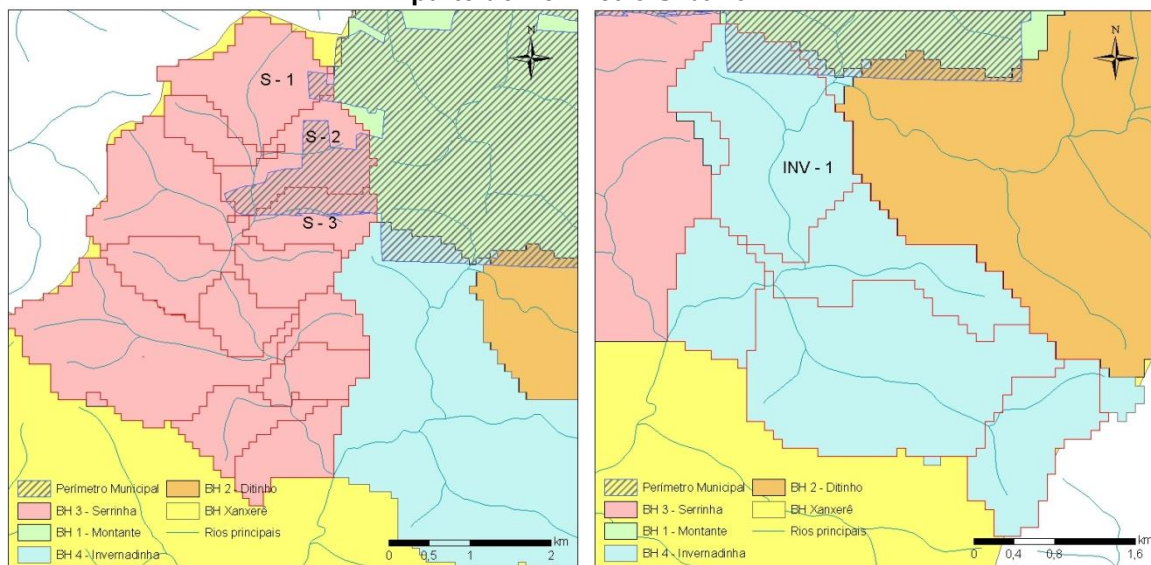 N
S - 1
S - 2
S - 3
Perímetro Municipal
BH 2 - Ditinho
BH 3 - Serrinha
BH Xanxerê
BH 1 - Montante
Rios principais
BH 4 - Invernadinha
km
0 0,5 1 2
N
INV - 1
Perímetro Municipal
BH 2 - Ditinho
BH 3 - Serrinha
BH Xanxerê
BH 1 - Montante
Rios principais
BH 4 - Invernadinha
km
0 0,4 0,8 1,6